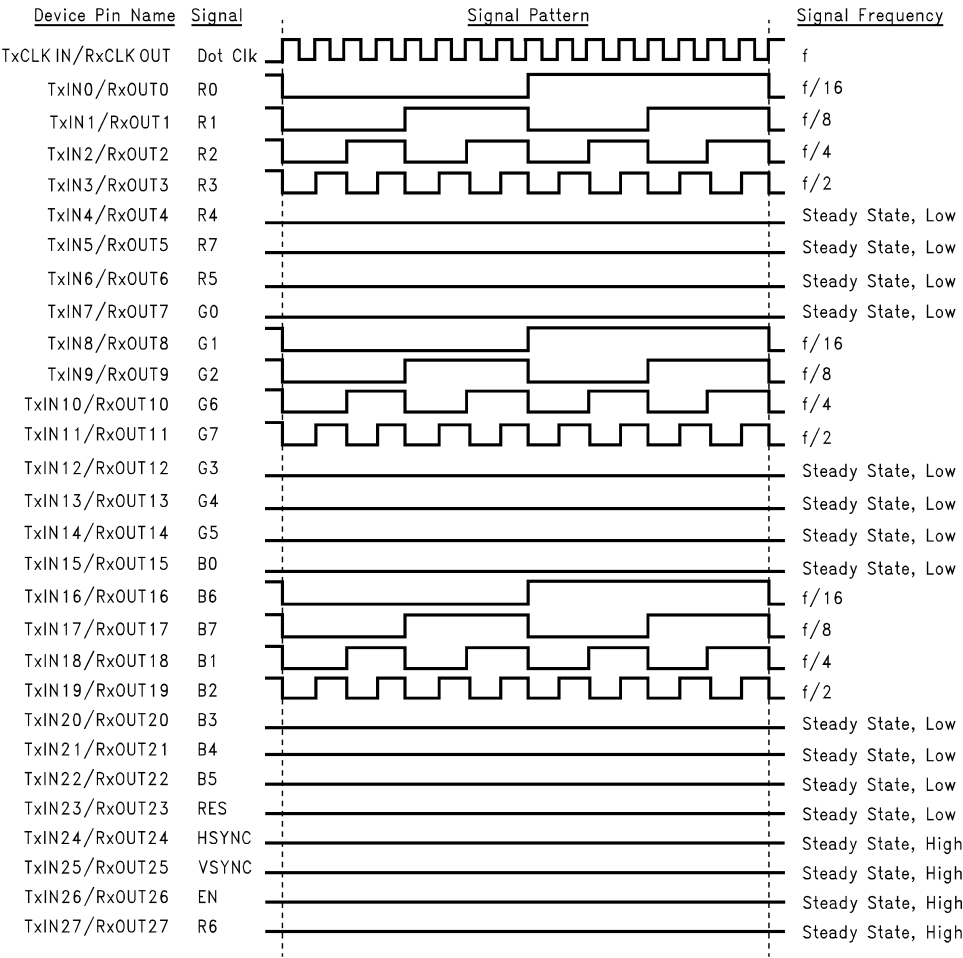 Device Pin Name Signal Signal Pattern Signal Frequency
TxCLK IN/RxCLK OUT Dot Clk f
TxIN0/RxOUT0 R0 f/16
TxIN1/RxOUT1 R1 f/8
TxIN2/RxOUT2 R2 f/4
TxIN3/RxOUT3 R3 f/2
TxIN4/RxOUT4 R4 Steady State, Low
TxIN5/RxOUT5 R7 Steady State, Low
TxIN6/RxOUT6 R5 Steady State, Low
TxIN7/RxOUT7 G0 Steady State, Low
TxIN8/RxOUT8 G1 f/16
TxIN9/RxOUT9 G2 f/8
TxIN10/RxOUT10 G6 f/4
TxIN11/RxOUT11 G7 f/2
TxIN12/RxOUT12 G3 Steady State, Low
TxIN13/RxOUT13 G4 Steady State, Low
TxIN14/RxOUT14 G5 Steady State, Low
TxIN15/RxOUT15 B0 Steady State, Low
TxIN16/RxOUT16 B6 f/16
TxIN17/RxOUT17 B7 f/8
TxIN18/RxOUT18 B1 f/4
TxIN19/RxOUT19 B2 f/2
TxIN20/RxOUT20 B3 Steady State, Low
TxIN21/RxOUT21 B4 Steady State, Low
TxIN22/RxOUT22 B5 Steady State, Low
TxIN23/RxOUT23 RES Steady State, Low
TxIN24/RxOUT24 HSYNC Steady State, High
TxIN25/RxOUT25 VSYNC Steady State, High
TxIN26/RxOUT26 EN Steady State, High
TxIN27/RxOUT27 R6 Steady State, High